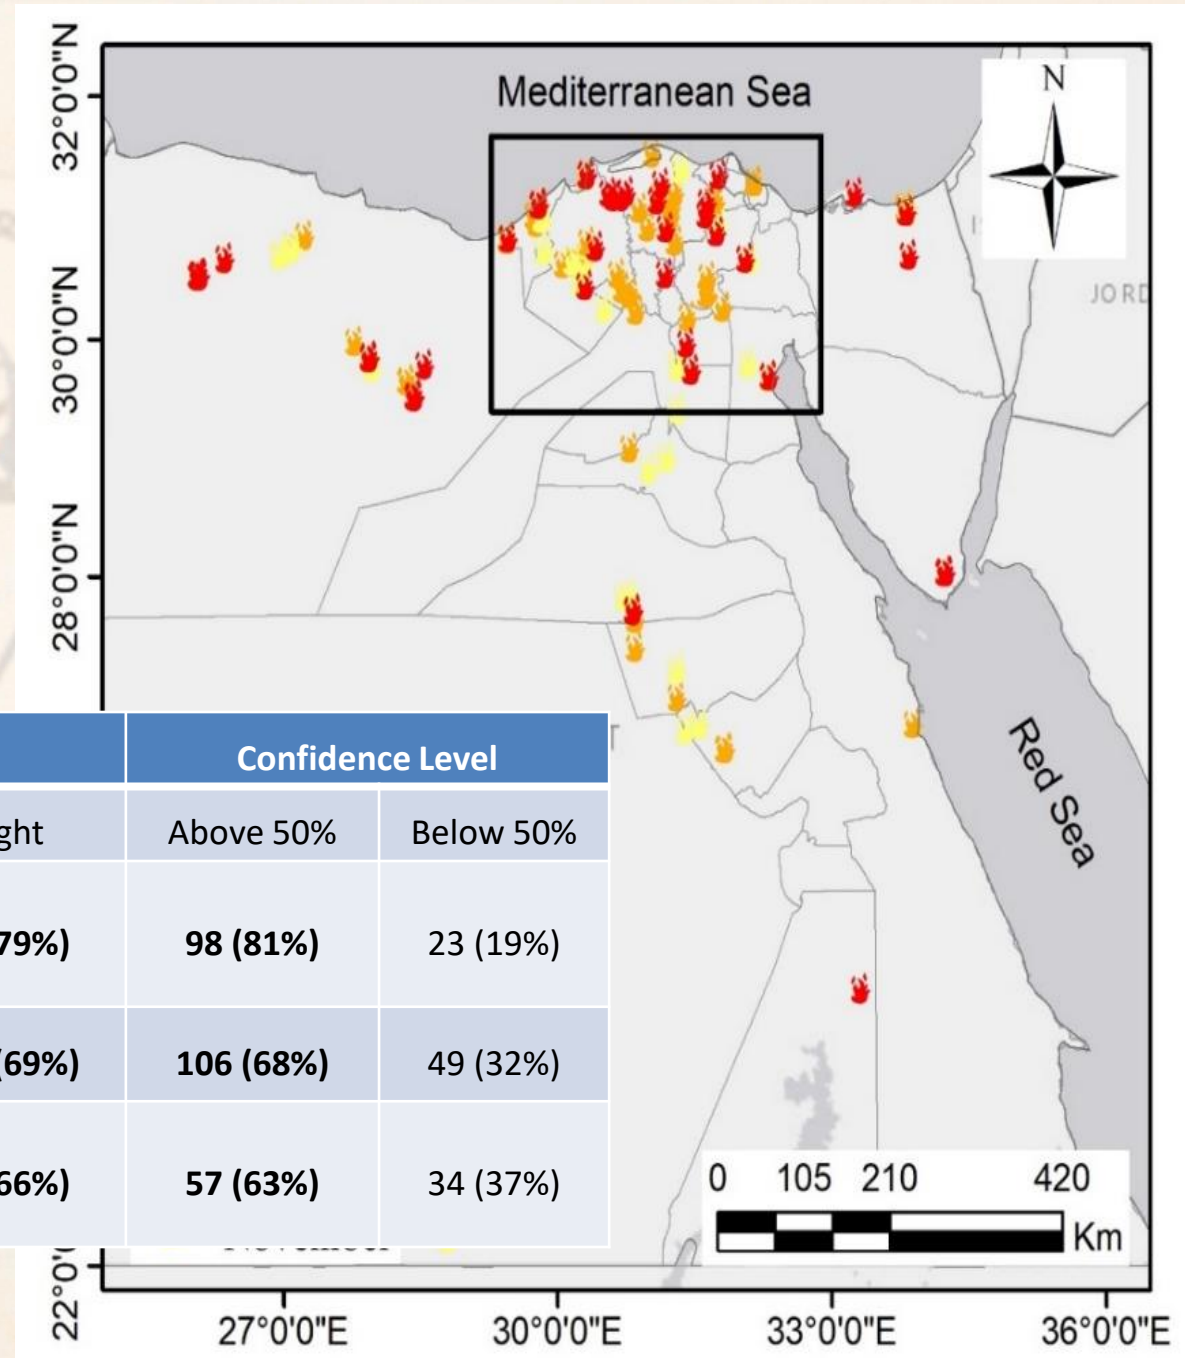 Mediterranean Sea
N
32°0'0"N
30°0'0"N
28°0'0"N
JORD
Red Sea
Confidence Level
ght
Above 50%
Below 50%
79%)
98 (81%)
23 (19%)
(69%)
106 (68%)
49 (32%)
66%)
57 (63%)
34 (37%)
0
105
210
420
Km
22°0'0
27°0'0"E
30°0'0"E
33°0'0"E
36°0'0"E